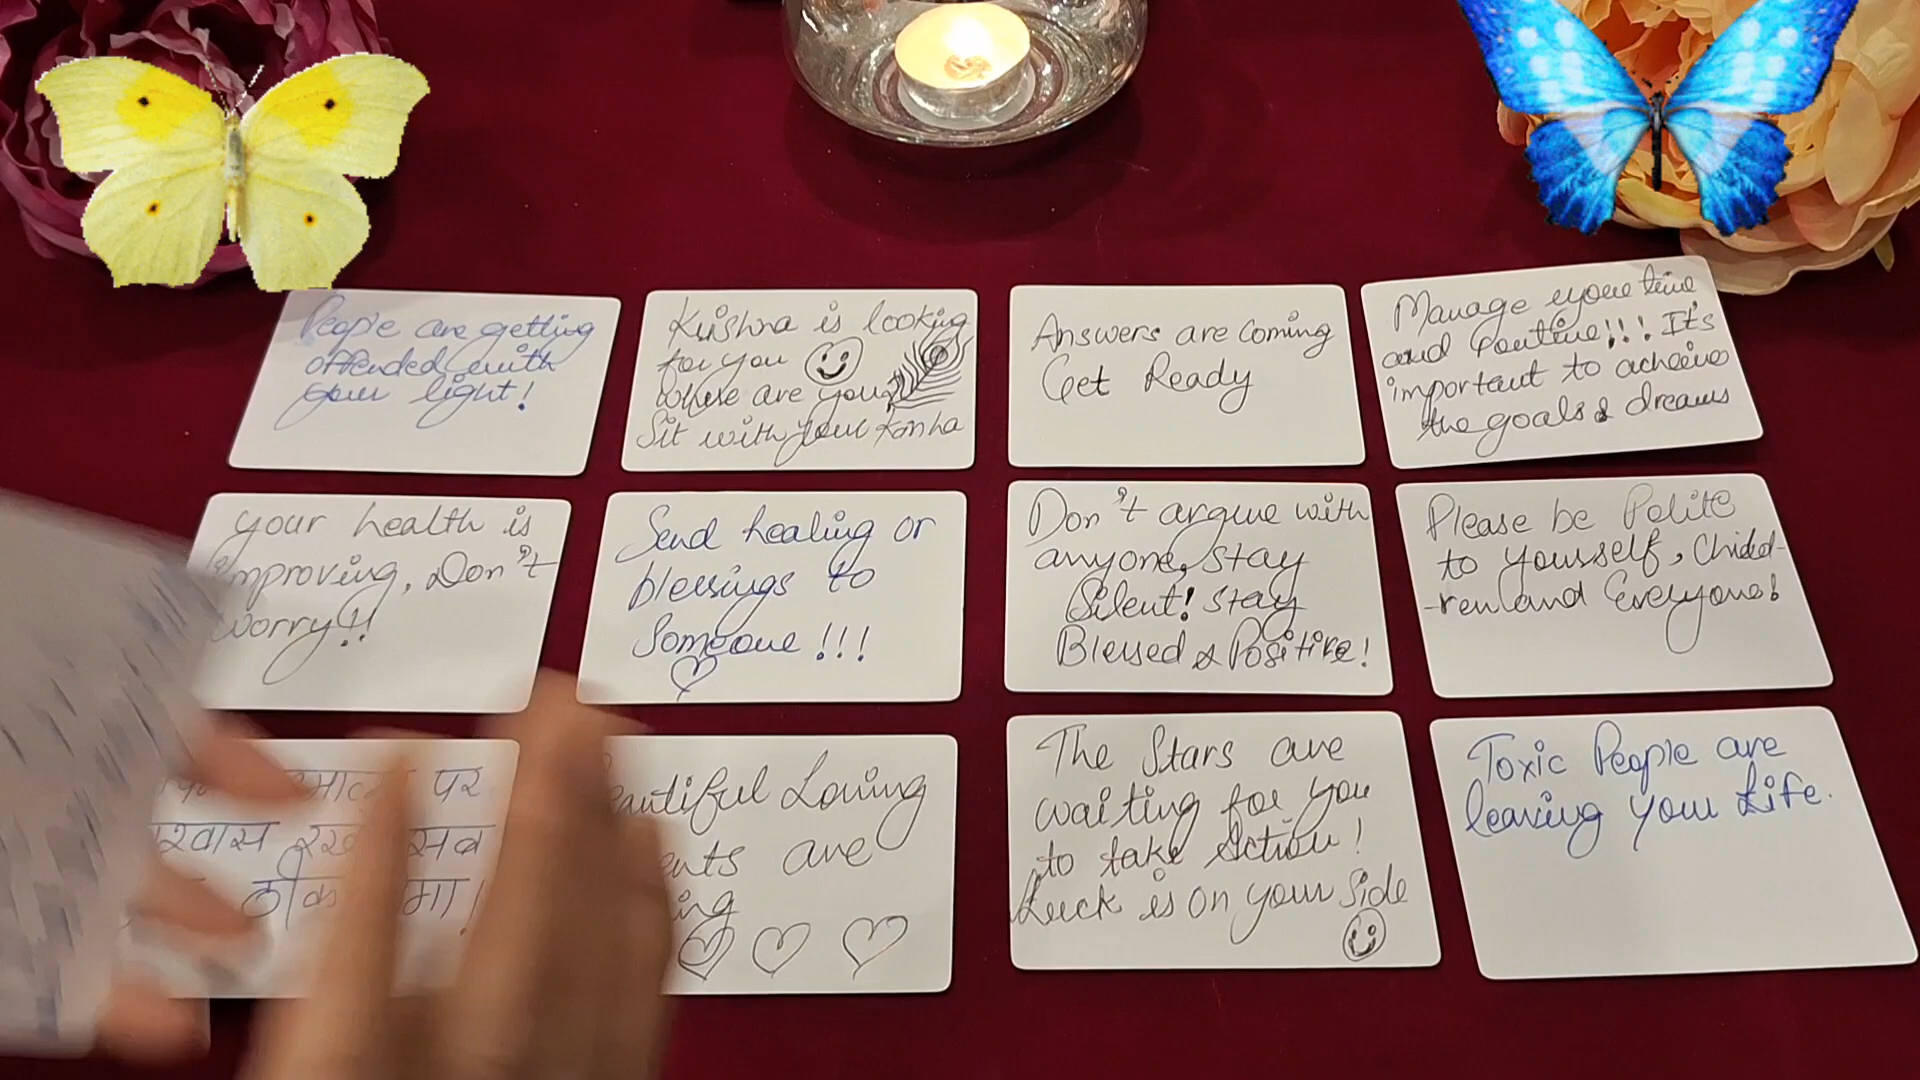 People are getting
offended with
your light!
Krishna is looking
for you
Where are you?
Sit with your Kanha
Answers are coming
Get Ready
Manage your time
and Routine!!! It's
important to acheive
the goals & dreams
your health is
improving, Don't
worry!!
Send healing or
blessings to
Someone!!!
Don't argue with
anyone, stay
Silent! Stay
Blessed & Positive!
Please be Polite
to yourself, Child-
-ren and Everyone!
पर
रखें सब
ठीक
Beautiful Loving
are
The Stars are
waiting for you
to take Action!
Luck is on your Side
Toxic People are
leaving your Life.